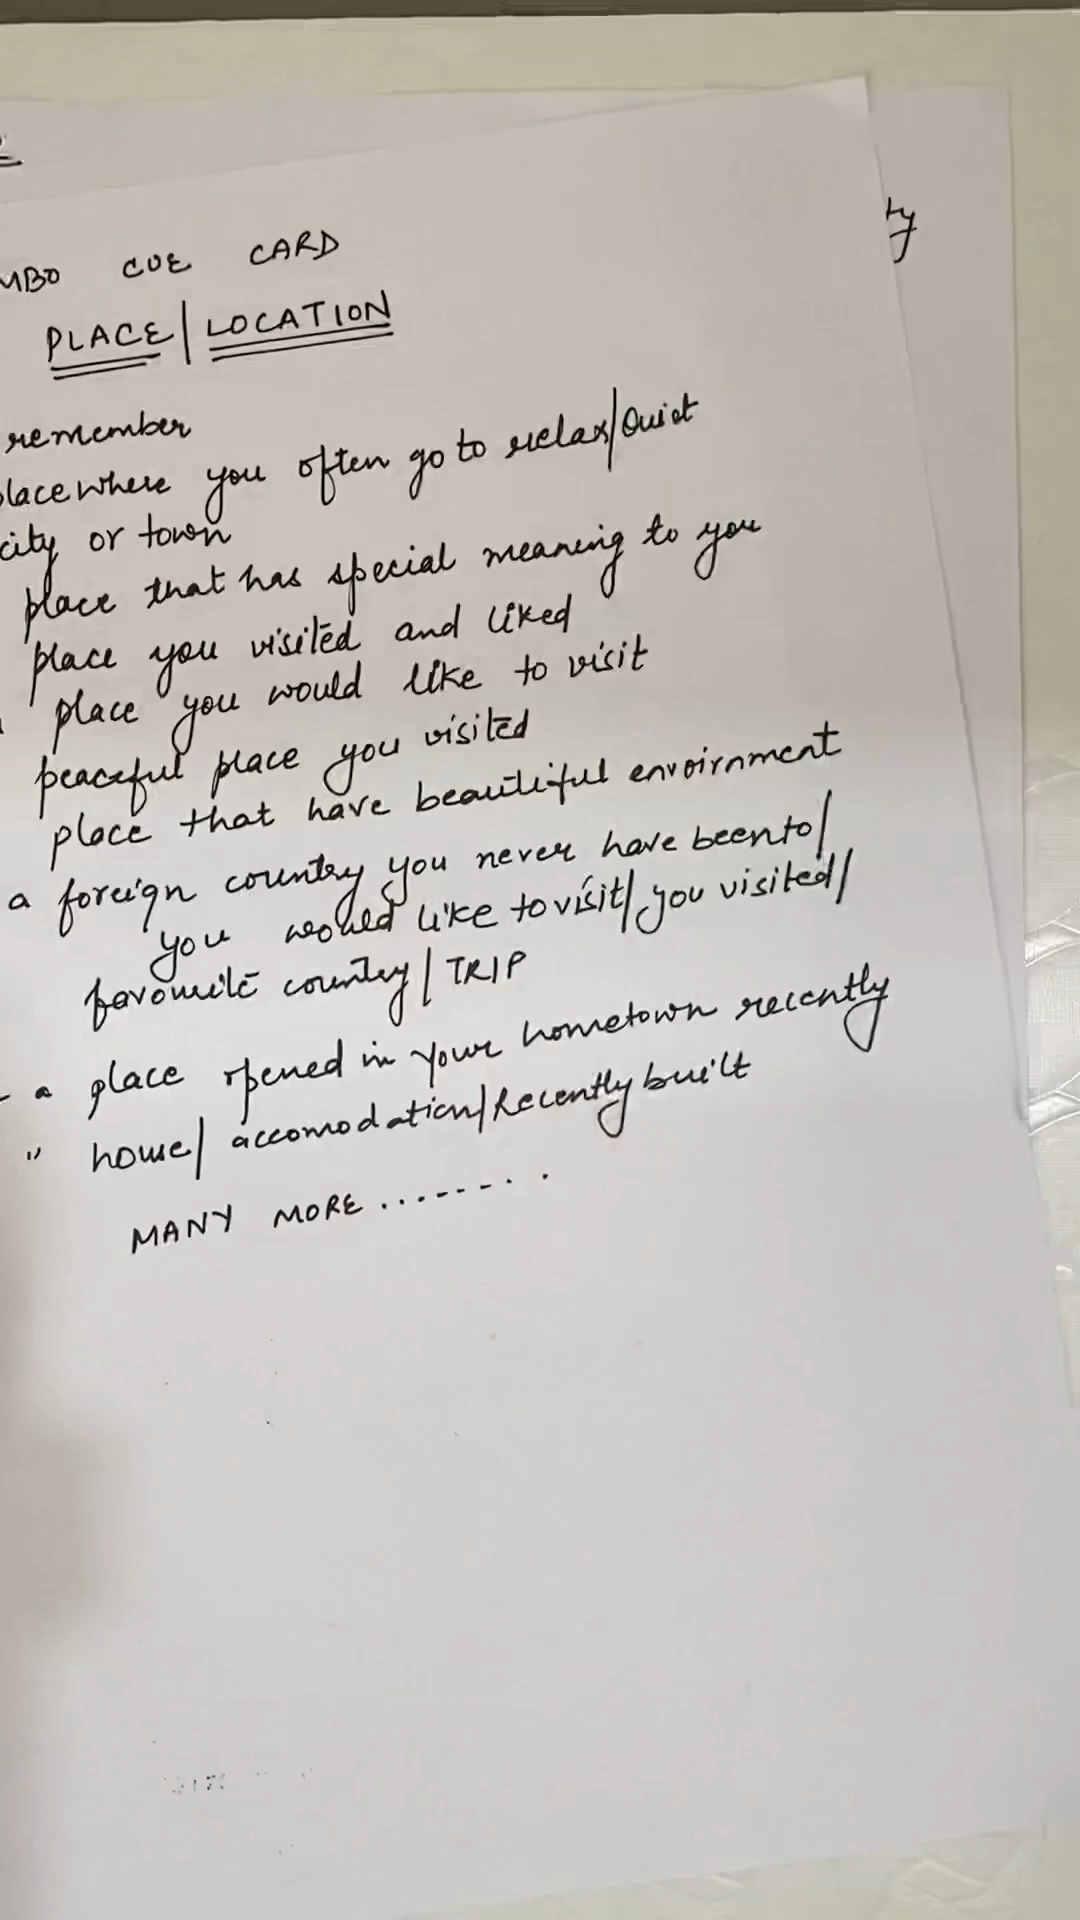 MBO CUE CARD
PLACE | LOCATION
remember
place where you often go to relax/Quiet
city or town
place that has special meaning to you
place you visited and liked
place you would like to visit
peaceful place you visited
place that have beautiful envoirnment
a foreign country you never have been to/
you would like to visit/ you visited/
favourite country/ TRIP
- a place opened in your hometown recently
" house/ accomodation/Recently built
MANY MORE .........
ty